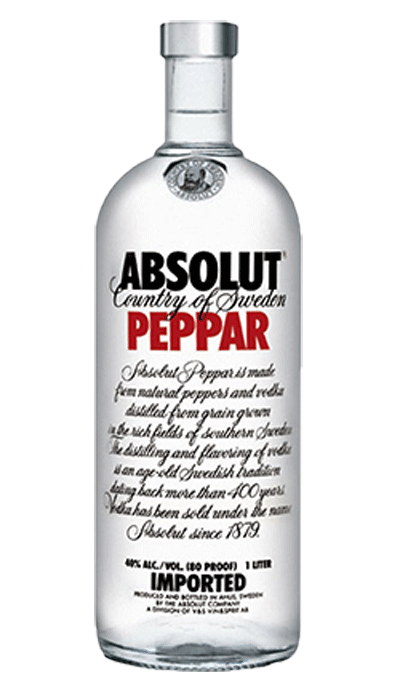 COUNTRY OF SWEDEN
ABSOLUT
ABSOLUT
Country of Sweden
PEPPAR
Absolut Peppar is made
from natural peppers and vodka
distilled from grain grown
in the rich fields of southern Sweden.
The distilling and flavoring of vodka
is an age-old Swedish tradition
dating back more than 400 years.
Vodka has been sold under the name
Absolut since 1879.
40% ALC./VOL. (80 PROOF) 1 LITER
IMPORTED
PRODUCED AND BOTTLED IN AHUS, SWEDEN
BY THE ABSOLUT COMPANY
A DIVISION OF V&S VIN&SPRIT AB